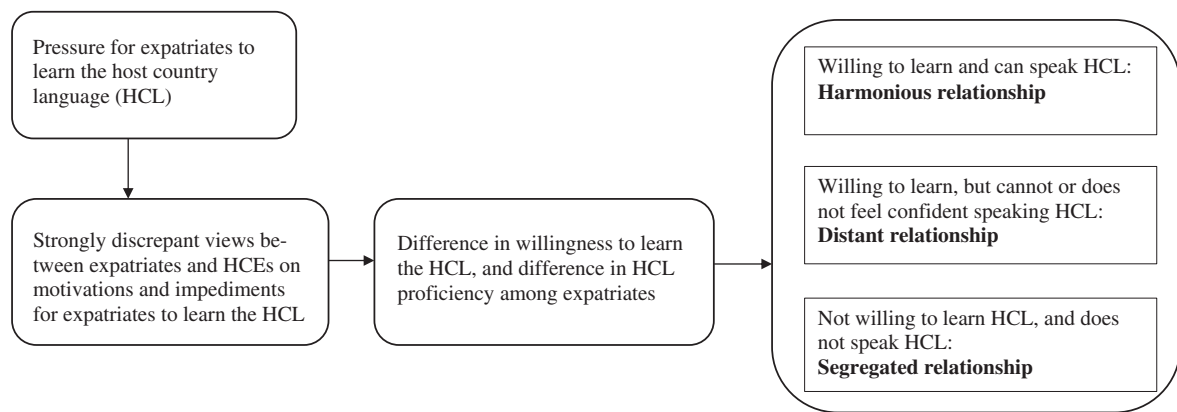 Pressure for expatriates to
learn the host country
language (HCL)
Strongly discrepant views be-
tween expatriates and HCEs on
motivations and impediments
for expatriates to learn the HCL
Difference in willingness to learn
the HCL, and difference in HCL
proficiency among expatriates
Willing to learn and can speak HCL:
Harmonious relationship
Willing to learn, but cannot or does
not feel confident speaking HCL:
Distant relationship
Not willing to learn HCL, and does
not speak HCL:
Segregated relationship